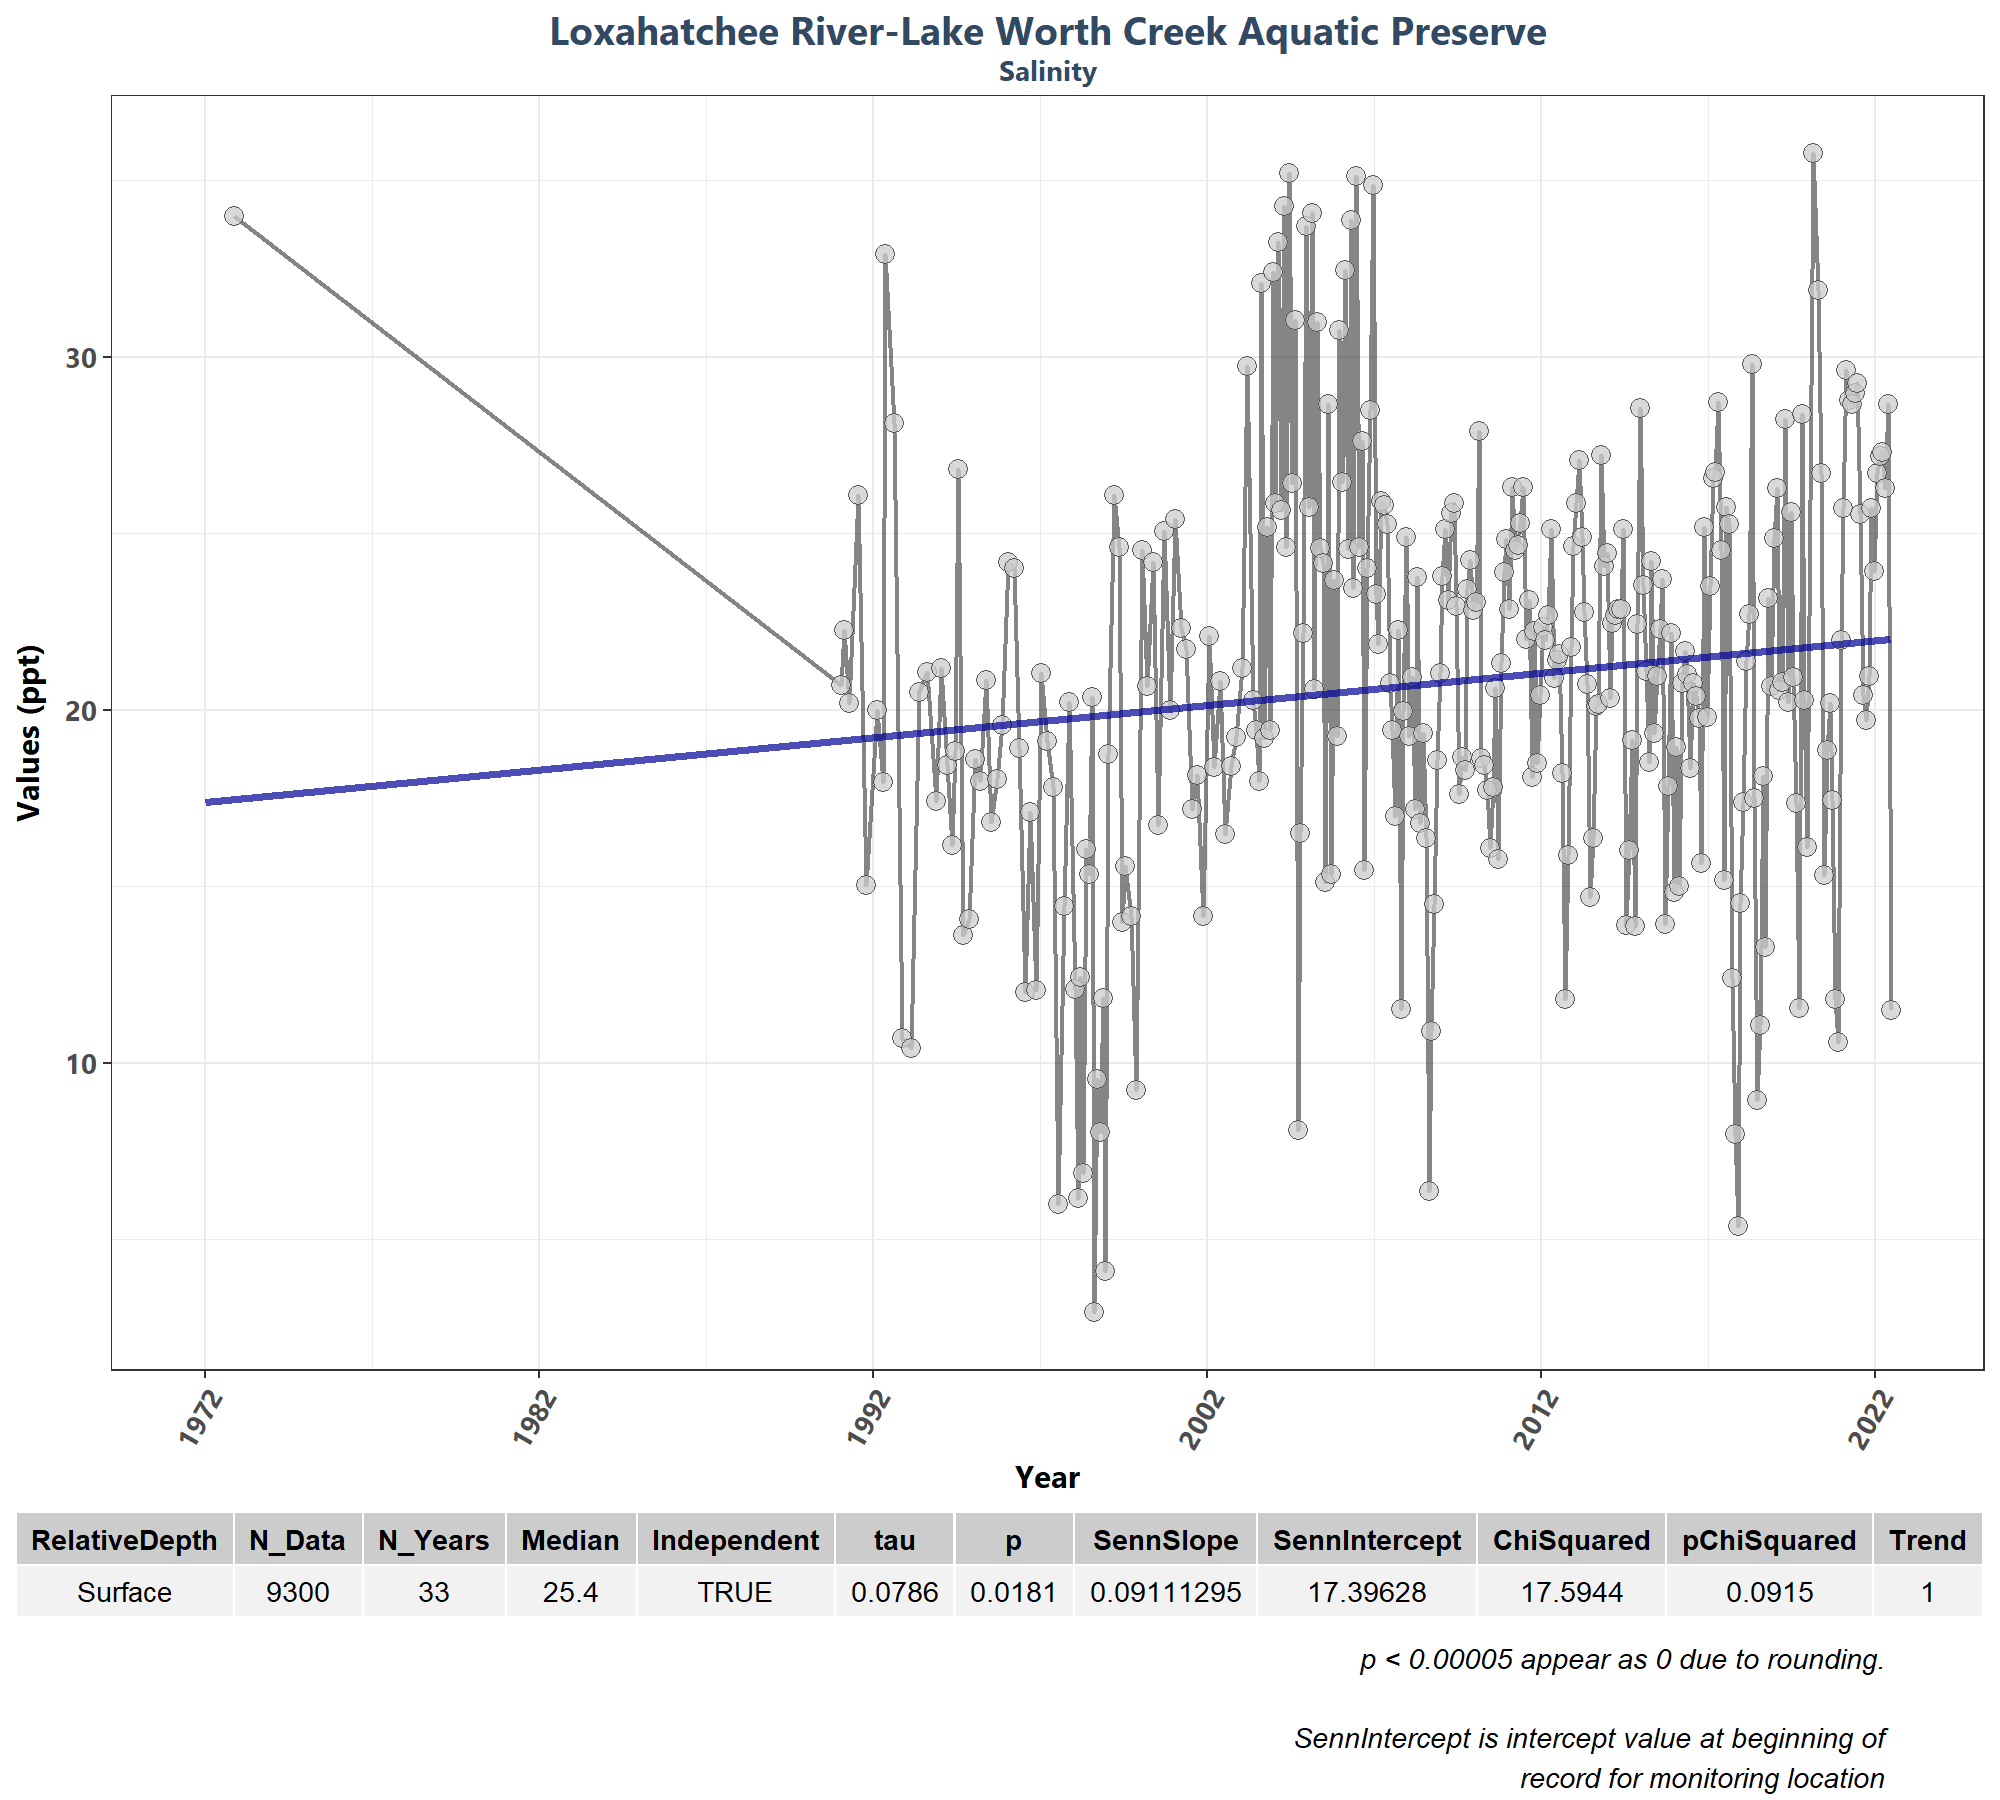 Loxahatchee River-Lake Worth Creek Aquatic Preserve
Salinity
Values (ppt)
30
20
10
1972 1982 1992 2002 2012 2022
Year
RelativeDepth N_Data N_Years Median Independent tau p SennSlope SennIntercept ChiSquared pChiSquared Trend
Surface 9300 33 25.4 TRUE 0.0786 0.0181 0.09111295 17.39628 17.5944 0.0915 1
p < 0.00005 appear as 0 due to rounding.
SennIntercept is intercept value at beginning of
record for monitoring location